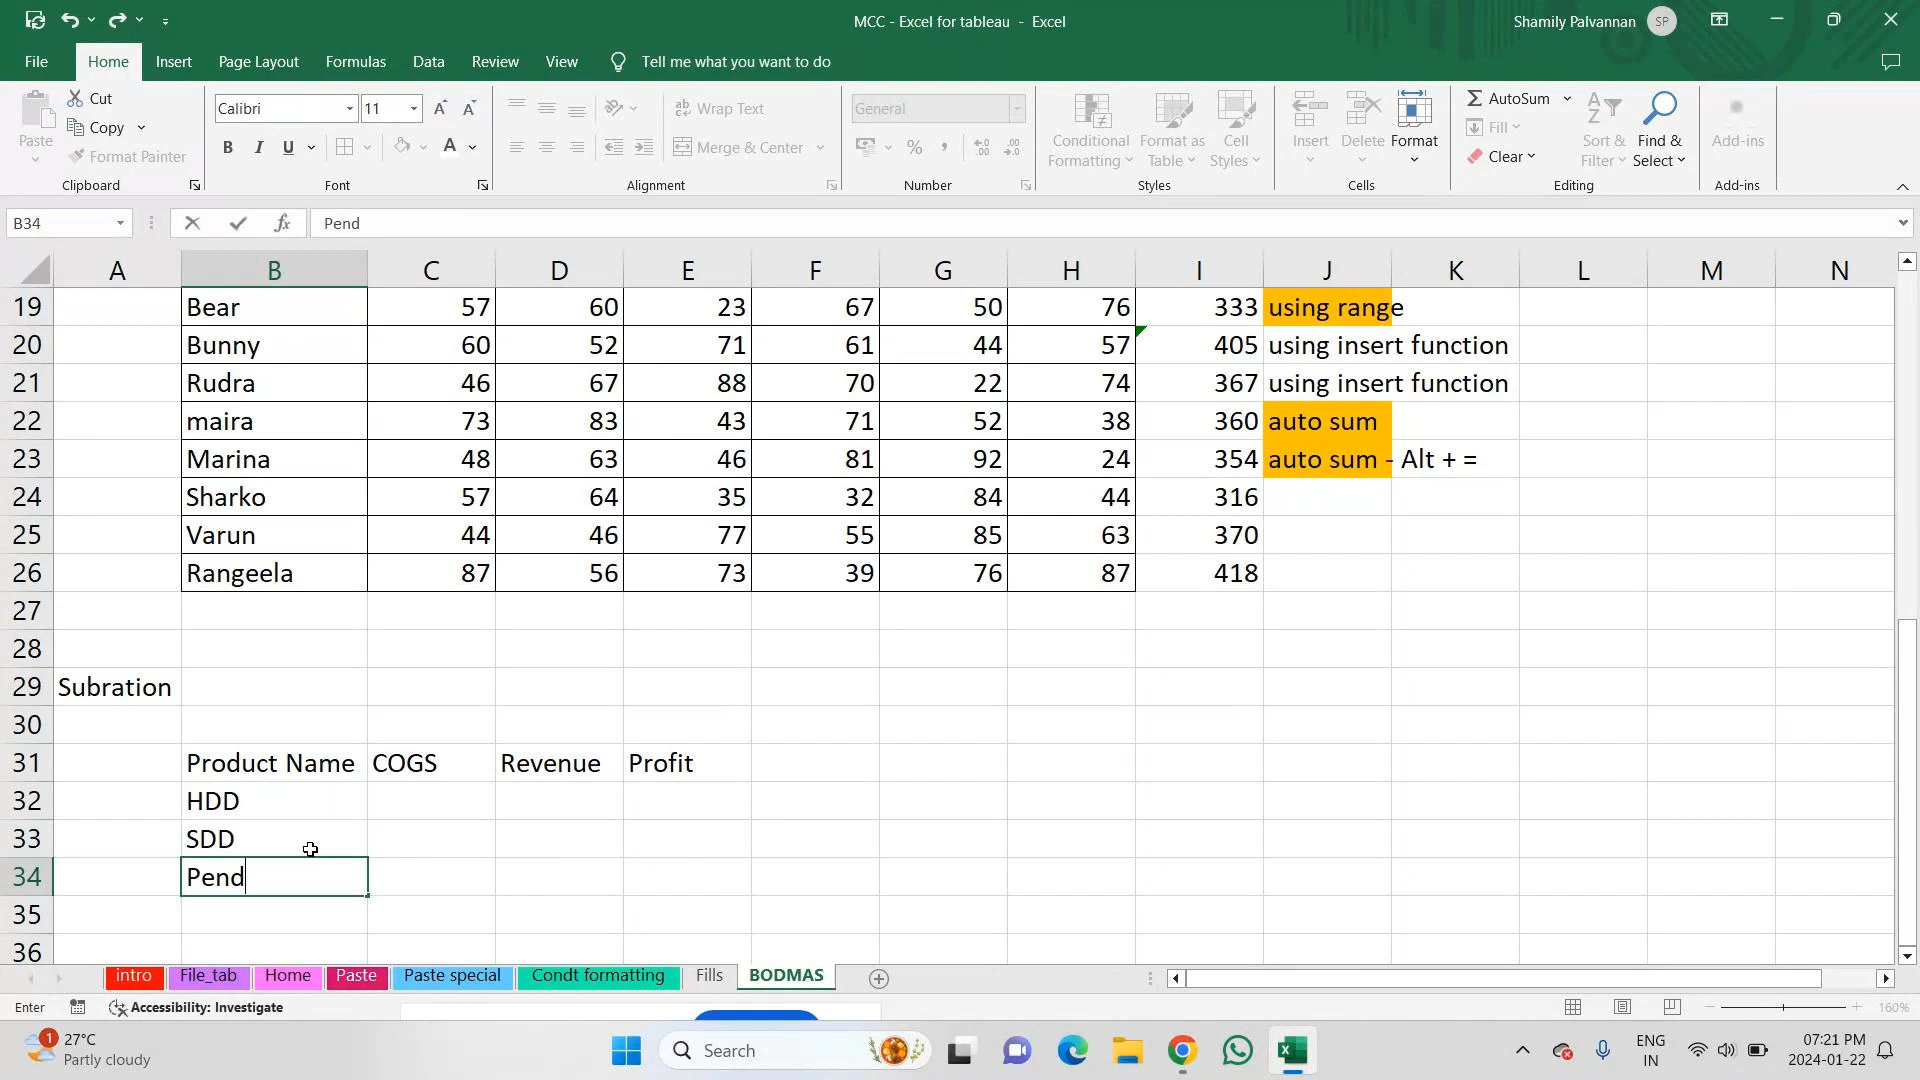 MCC - Excel for tableau - Excel
Shamily Palvannan SP
File Home Insert Page Layout Formulas Data Review View Tell me what you want to do
Paste
Cut
Copy
Format Painter
Clipboard
Calibri 11
B I U
Font
Wrap Text
Merge & Center
Alignment
General
Number
Conditional Formatting
Format as Table
Cell Styles
Styles
Insert
Delete
Format
Cells
AutoSum
Fill
Clear
Sort & Filter
Find & Select
Editing
Add-ins
Add-ins
B34 fx Pend
A B C D E F G H I J K L M N
19 Bear 57 60 23 67 50 76 333 using range
20 Bunny 60 52 71 61 44 57 405 using insert function
21 Rudra 46 67 88 70 22 74 367 using insert function
22 maira 73 83 43 71 52 38 360 auto sum
23 Marina 48 63 46 81 92 24 354 auto sum - Alt + =
24 Sharko 57 64 35 32 84 44 316
25 Varun 44 46 77 55 85 63 370
26 Rangeela 87 56 73 39 76 87 418
27
28
29 Subration
30
31 Product Name COGS Revenue Profit
32 HDD
33 SDD
34 Pend
35
36
intro File_tab Home Paste Paste special Condt formatting Fills BODMAS
Enter Accessibility: Investigate 160%
1 27°C
Partly cloudy
Search
ENG
IN
07:21 PM
2024-01-22